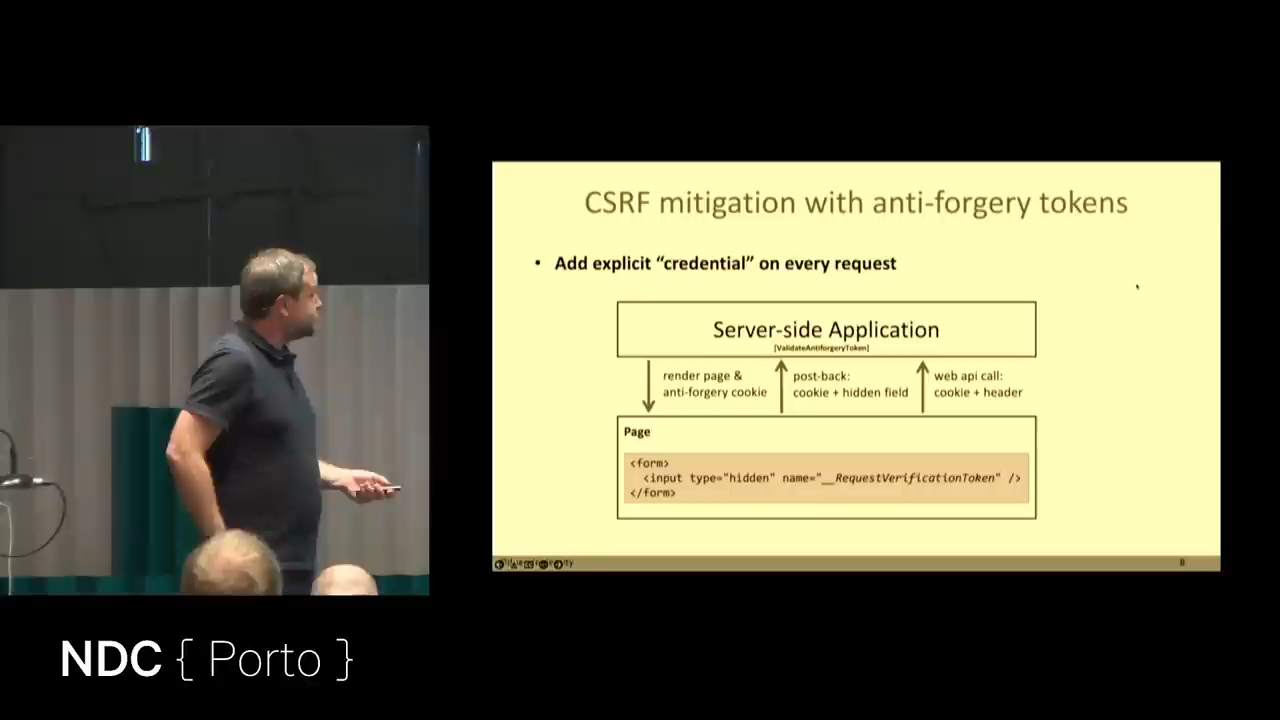 CSRF mitigation with anti-forgery tokens
• Add explicit “credential” on every request
Server-side Application
[ValidateAntiforgeryToken]
render page &
anti-forgery cookie
post-back:
cookie + hidden field
web api call:
cookie + header
Page
<form>
<input type="hidden" name="__RequestVerificationToken" />
</form>
8
NDC { Porto }